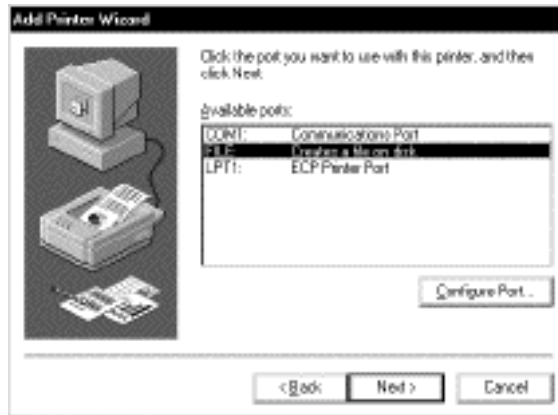 Add Printer Wizard
Click the port you want to use with this printer, and then
click Next.
Available ports:
COM1: Communications Port
FILE: Creates a file on disk.
LPT1: ECP Printer Port
Configure Port...
< Back
Next >
Cancel